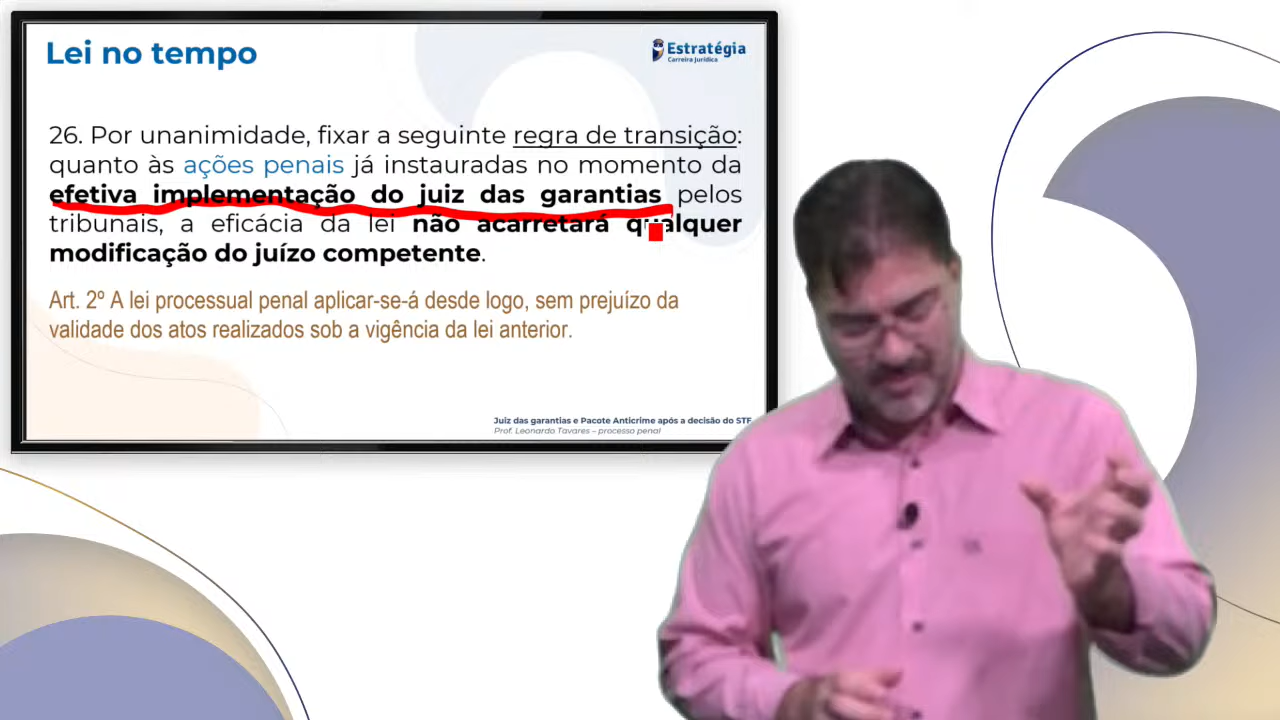 Lei no tempo
Estratégia
Carreira Jurídica
26. Por unanimidade, fixar a seguinte regra de transição:
quanto às ações penais já instauradas no momento da
efetiva implementação do juiz das garantias pelos
tribunais, a eficácia da lei não acarretará qualquer
modificação do juízo competente.
Art. 2º A lei processual penal aplicar-se-á desde logo, sem prejuízo da
validade dos atos realizados sob a vigência da lei anterior.
Juiz das garantias e Pacote Anticrime após a decisão do STF
Prof. Leonardo Tavares – processo penal